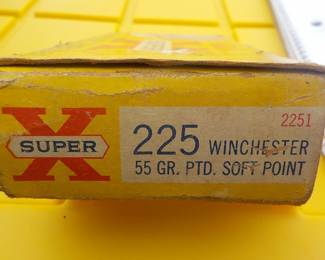 X
SUPER
2251
225 WINCHESTER
55 GR. PTD. SOFT POINT